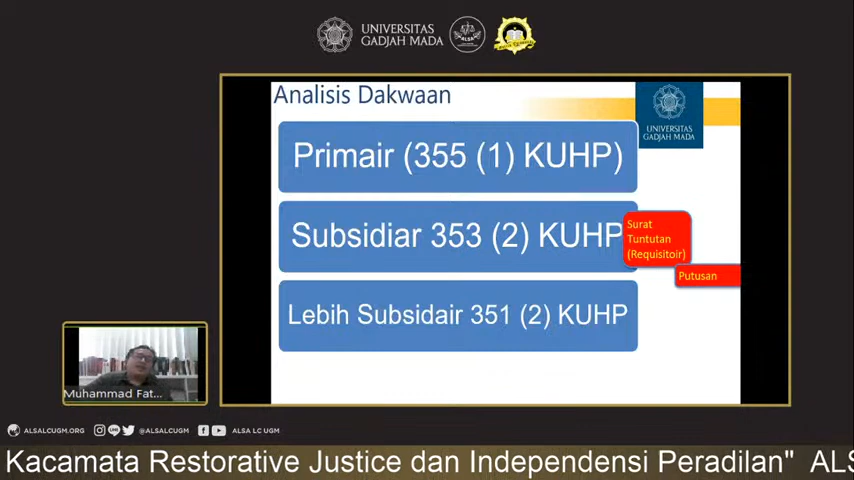 UNIVERSITAS
GADJAH MADA
ALSA
Analisis Dakwaan
UNIVERSITAS
GADJAH MADA
Primair (355 (1) KUHP)
Subsidiar 353 (2) KUHP
Surat
Tuntutan
(Requisitoir)
Putusan
Lebih Subsidair 351 (2) KUHP
Muhammad Fat...
ALSALCUGM.ORG
@ALSALCUGM
ALSA LC UGM
Kacamata Restorative Justice dan Independensi Peradilan" ALS